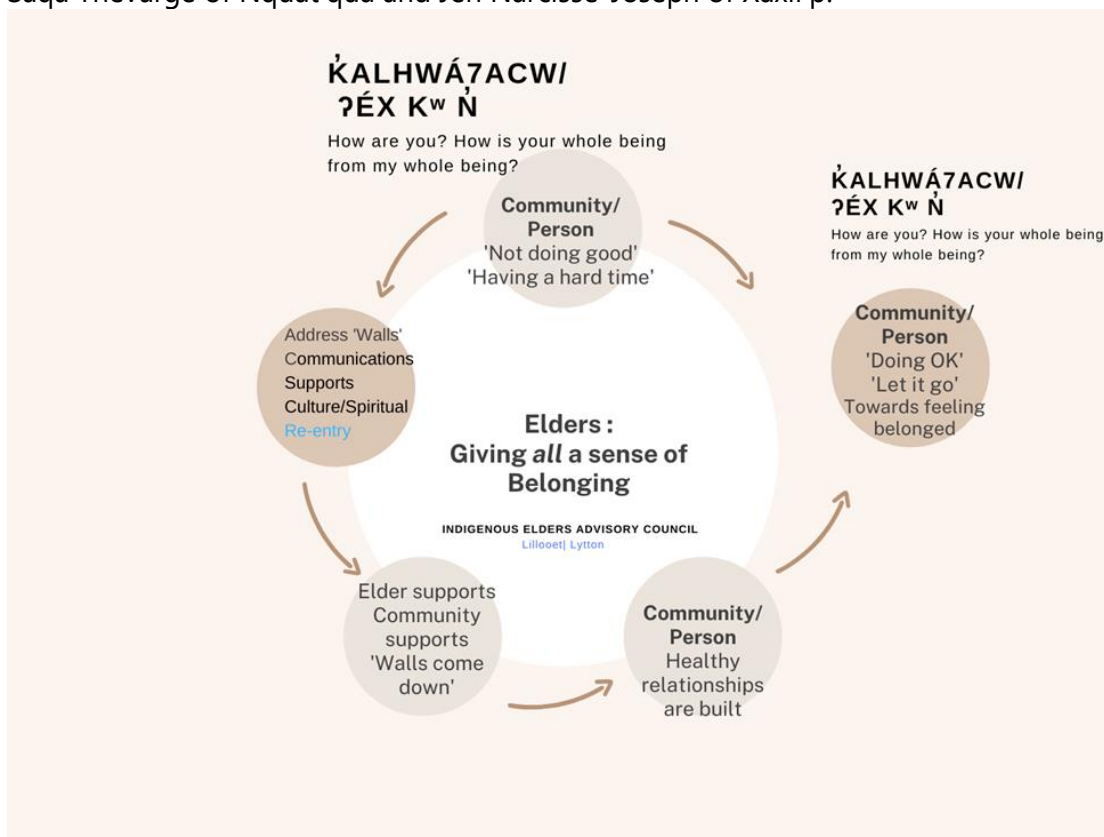 K̓ALHWÁ7ACW/
ʔÉX Kʷ N̓
How are you? How is your whole being
from my whole being?
Community/
Person
'Not doing good'
'Having a hard time'
K̓ALHWÁ7ACW/
ʔÉX Kʷ N̓
How are you? How is your whole being
from my whole being?
Community/
Person
'Doing OK'
'Let it go'
Towards feeling
belonged
Address 'Walls'
Communications
Supports
Culture/Spiritual
Re-entry
Elders :
Giving all a sense of
Belonging
INDIGENOUS ELDERS ADVISORY COUNCIL
Lillooet| Lytton
Elder supports
Community
supports
'Walls come
down'
Community/
Person
Healthy
relationships
are built